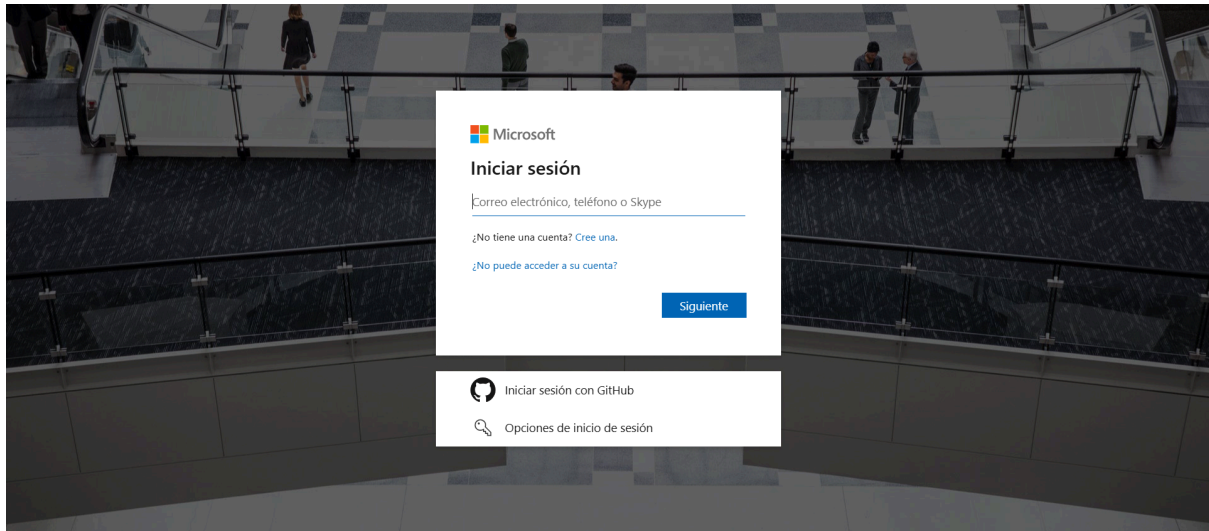 Microsoft
Iniciar sesión
Correo electrónico, teléfono o Skype
¿No tiene una cuenta? Cree una.
¿No puede acceder a su cuenta?
Siguiente
Iniciar sesión con GitHub
Opciones de inicio de sesión